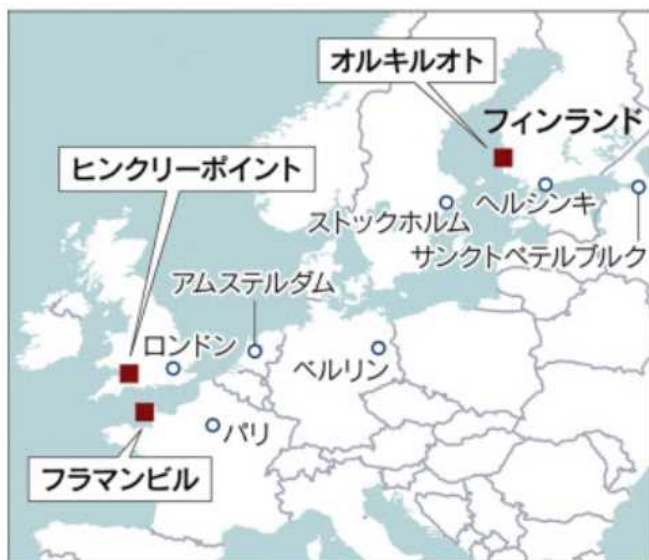 オルキルオト
フィンランド
ヒンクリーポイント
ヘルシンキ
ストックホルム
サンクトペテルブルク
アムステルダム
ロンドン
ベルリン
パリ
フラマンビル